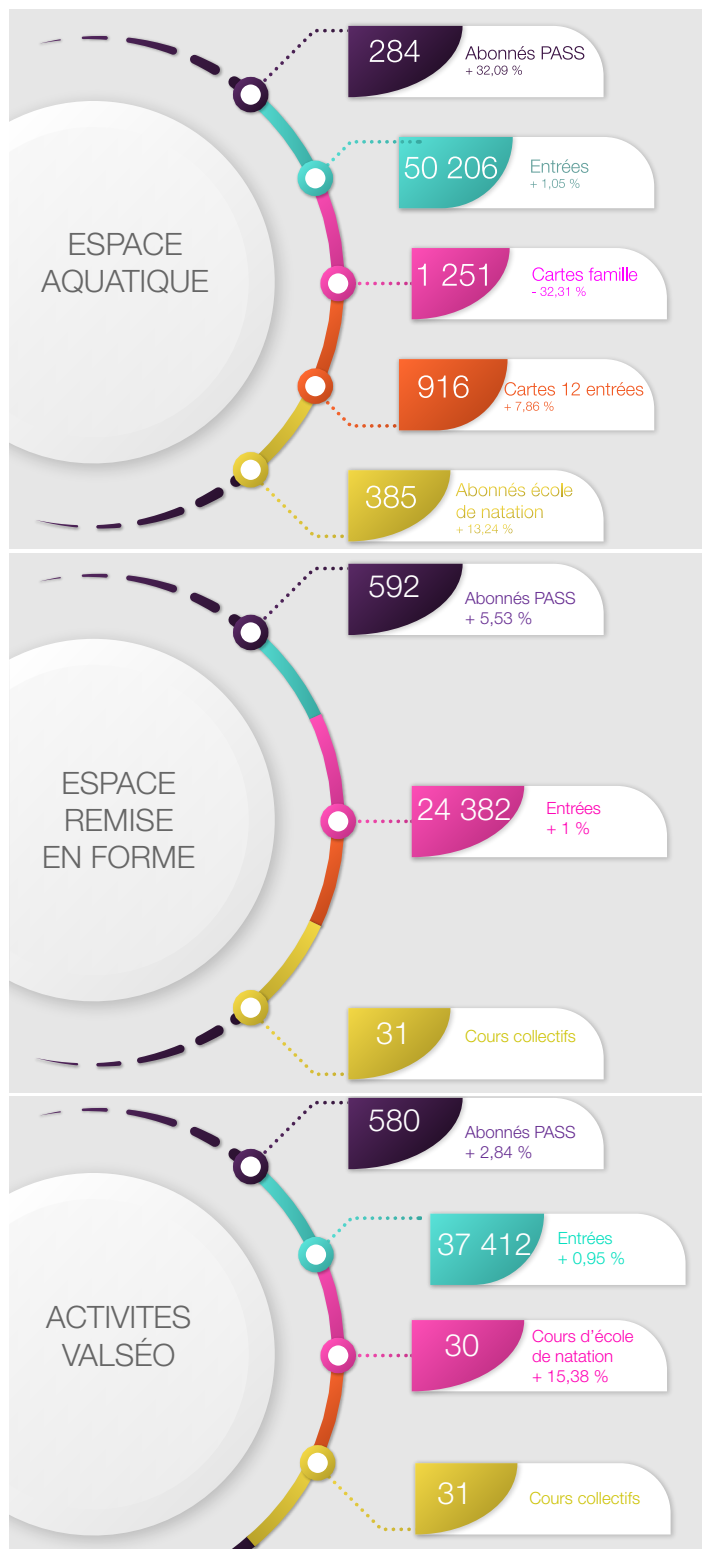 ESPACE
AQUATIQUE
284
Abonnés PASS
+ 32,09 %
50 206
Entrées
+ 1,05 %
1 251
Cartes famille
- 32,31 %
916
Cartes 12 entrées
+ 7,86 %
385
Abonnés école
de natation
+ 13,24 %
ESPACE
REMISE
EN FORME
592
Abonnés PASS
+ 5,53 %
24 382
Entrées
+ 1 %
31
Cours collectifs
ACTIVITES
VALSÉO
580
Abonnés PASS
+ 2,84 %
37 412
Entrées
+ 0,95 %
30
Cours d'école
de natation
+ 15,38 %
31
Cours collectifs